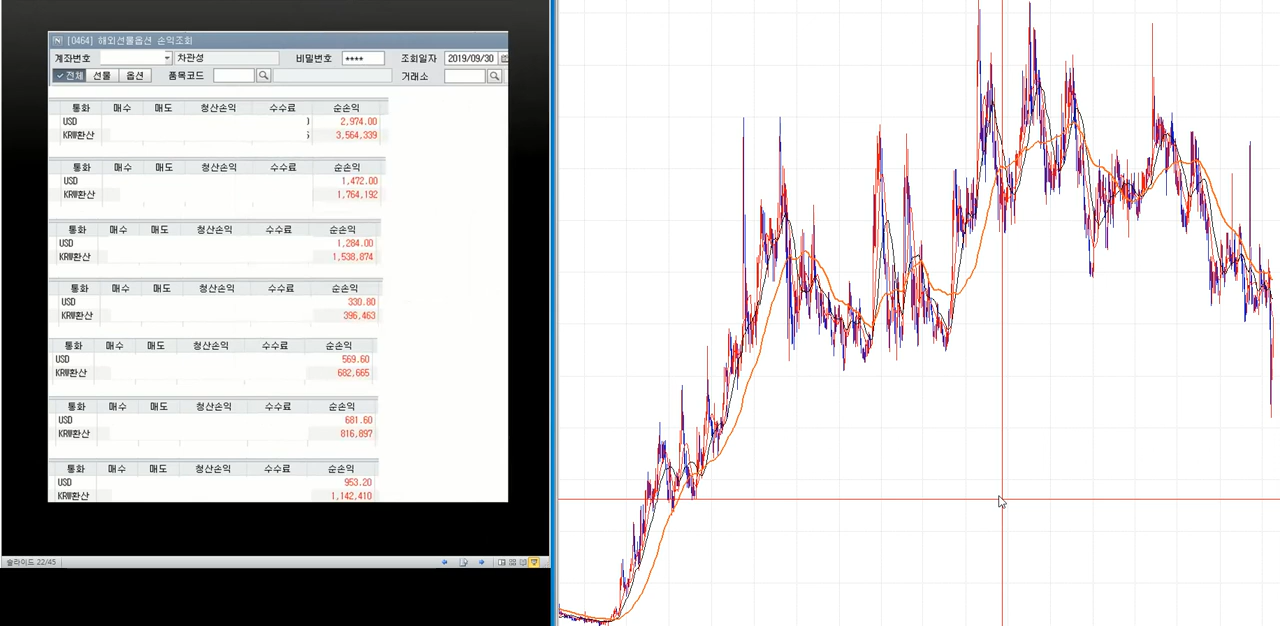 [0464] 해외선물옵션 손익조회
계좌번호 차관성 비밀번호 **** 조회일자 2019/09/30
전체 선물 옵션 품목코드 거래소
통화 매수 매도 청산손익 수수료 순손익
USD 2,974.00
KRW환산 3,564,339
통화 매수 매도 청산손익 수수료 순손익
USD 1,472.00
KRW환산 1,764,192
통화 매수 매도 청산손익 수수료 순손익
USD 1,284.00
KRW환산 1,538,874
통화 매수 매도 청산손익 수수료 순손익
USD 330.80
KRW환산 396,463
통화 매수 매도 청산손익 수수료 순손익
USD 569.60
KRW환산 682,665
통화 매수 매도 청산손익 수수료 순손익
USD 681.60
KRW환산 816,897
통화 매수 매도 청산손익 수수료 순손익
USD 953.20
KRW환산 1,142,410
슬라이드 22/45